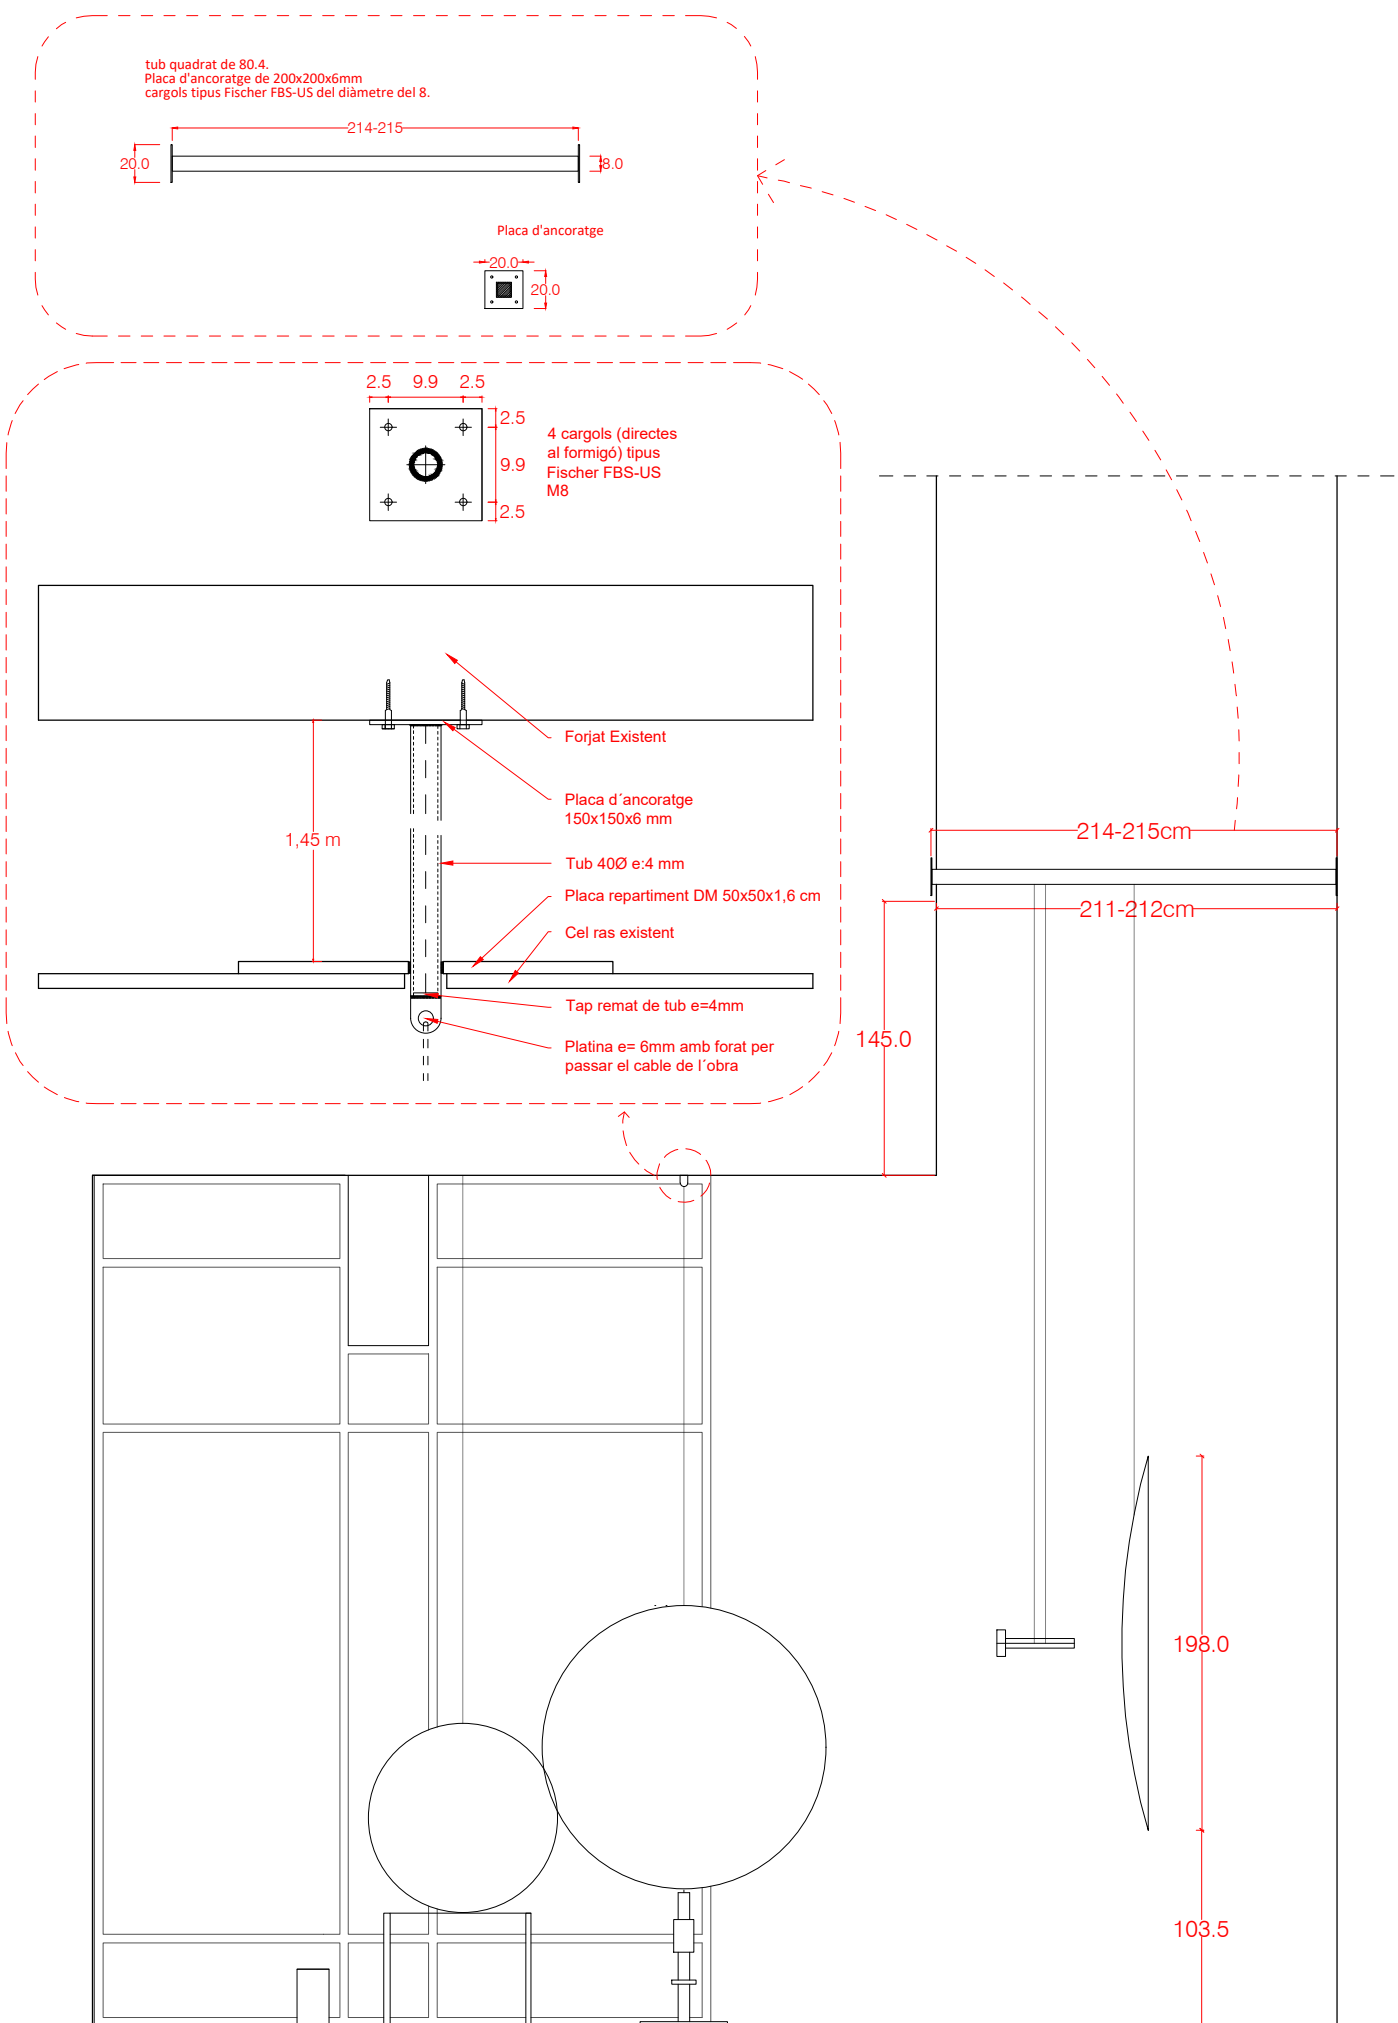 tub quadrat de 80.4.
Placa d'ancoratge de 200x200x6mm
cargols tipus Fischer FBS-US del diàmetre del 8.
214-215
20.0
8.0
Placa d'ancoratge
20.0
20.0
2.5 9.9 2.5
2.5
9.9
2.5
4 cargols (directes
al formigó) tipus
Fischer FBS-US
M8
Forjat Existent
Placa d´ancoratge
150x150x6 mm
1,45 m
Tub 40Ø e:4 mm
Placa repartiment DM 50x50x1,6 cm
Cel ras existent
Tap remat de tub e=4mm
Platina e= 6mm amb forat per
passar el cable de l´obra
214-215cm
211-212cm
145.0
198.0
103.5